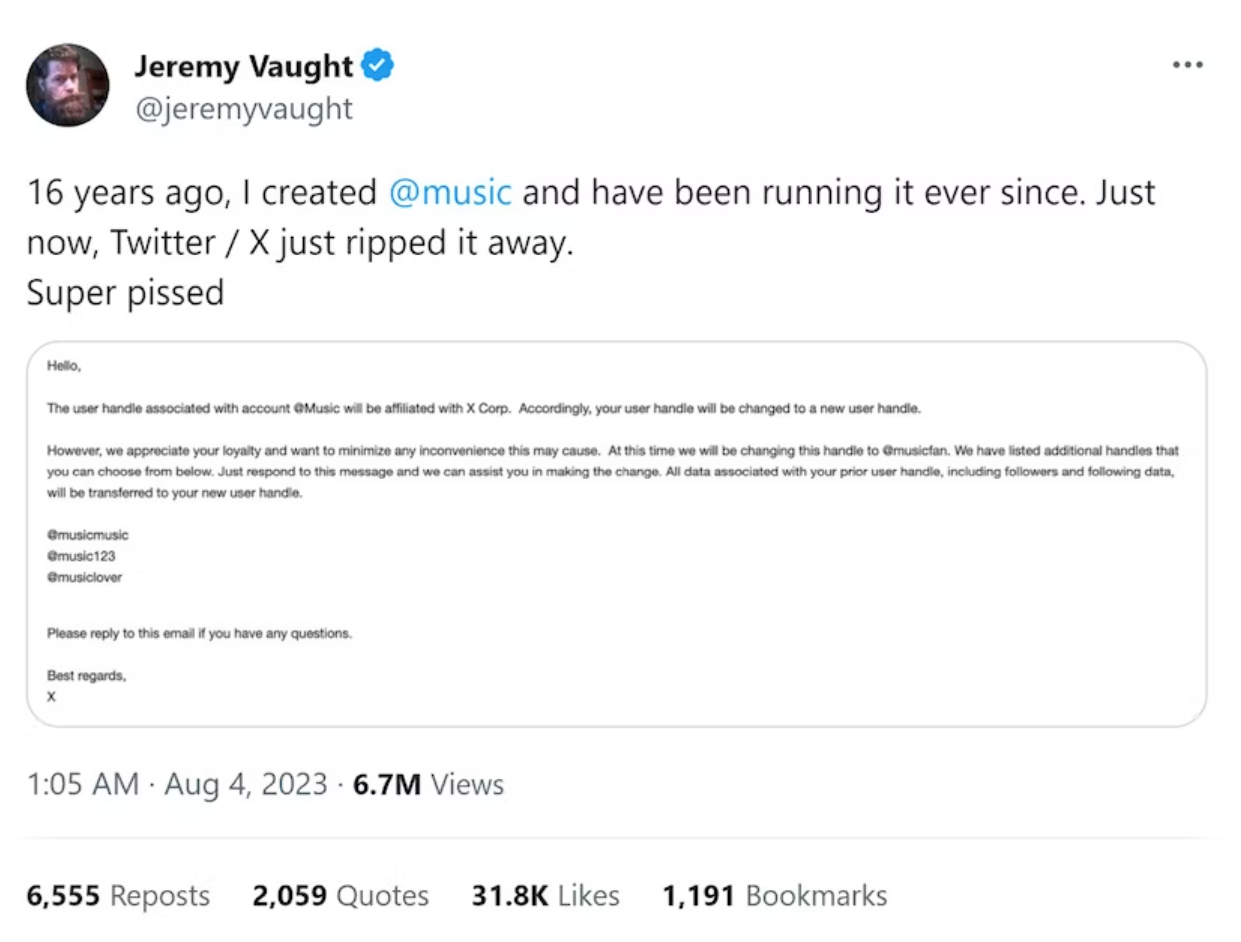 Jeremy Vaught
@jeremyvaught
16 years ago, I created @music and have been running it ever since. Just
now, Twitter / X just ripped it away.
Super pissed
Hello,
The user handle associated with account @Music will be affiliated with X Corp.  Accordingly, your user handle will be changed to a new user handle.
However, we appreciate your loyalty and want to minimize any inconvenience this may cause.  At this time we will be changing this handle to @musicfan. We have listed additional handles that
you can choose from below. Just respond to this message and we can assist you in making the change. All data associated with your prior user handle, including followers and following data,
will be transferred to your new user handle.
@musicmusic
@music123
@musiclover
Please reply to this email if you have any questions.
Best regards,
X
1:05 AM · Aug 4, 2023 · 6.7M Views
6,555 Reposts 2,059 Quotes 31.8K Likes 1,191 Bookmarks